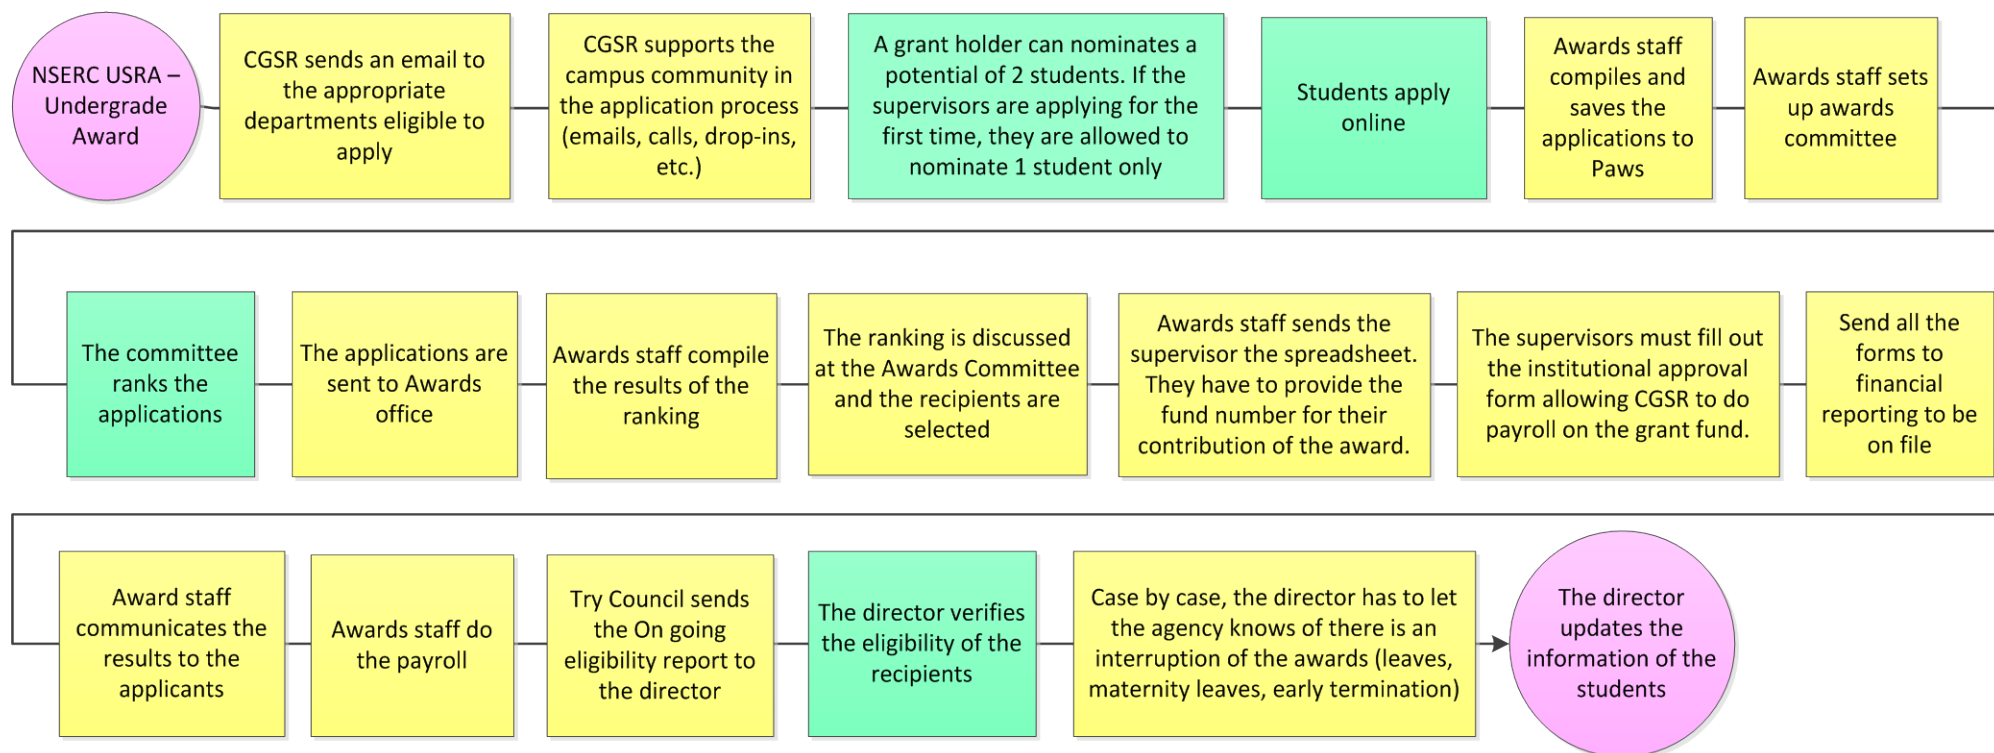 NSERC USRA –
Undergrade
Award
CGSR sends an email to
the appropriate
departments eligible to
apply
CGSR supports the
campus community in
the application process
(emails, calls, drop-ins,
etc.)
A grant holder can nominates a
potential of 2 students. If the
supervisors are applying for the
first time, they are allowed to
nominate 1 student only
Students apply
online
Awards staff
compiles and
saves the
applications to
Paws
Awards staff sets
up awards
committee
The committee
ranks the
applications
The applications are
sent to Awards
office
Awards staff compile
the results of the
ranking
The ranking is discussed
at the Awards Committee
and the recipients are
selected
Awards staff sends the
supervisor the spreadsheet.
They have to provide the
fund number for their
contribution of the award.
The supervisors must fill out
the institutional approval
form allowing CGSR to do
payroll on the grant fund.
Send all the
forms to
financial
reporting to be
on file
Award staff
communicates the
results to the
applicants
Awards staff do
the payroll
Try Council sends
the On going
eligibility report to
the director
The director verifies
the eligibility of the
recipients
Case by case, the director has to let
the agency knows of there is an
interruption of the awards (leaves,
maternity leaves, early termination)
The director
updates the
information of the
students